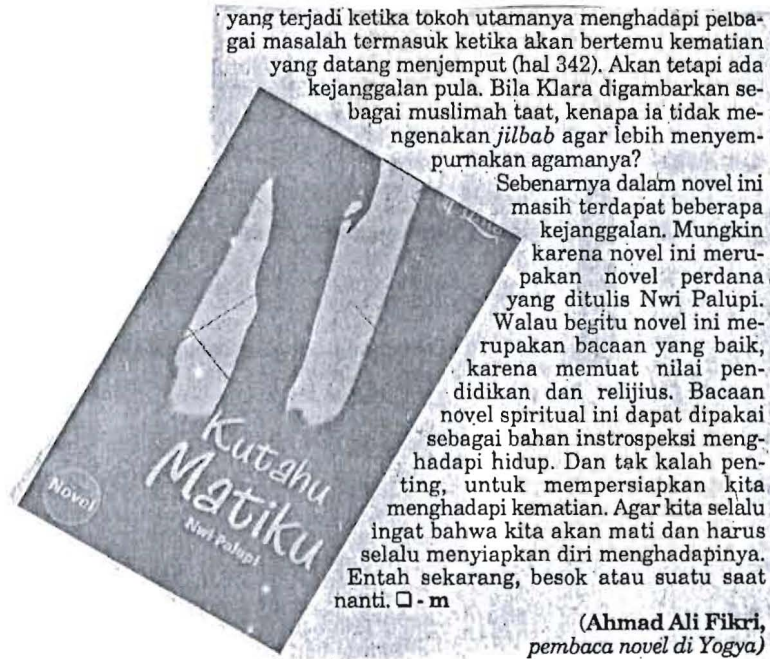 yang terjadi ketika tokoh utamanya menghadapi pelba-
gai masalah termasuk ketika akan bertemu kematian
yang datang menjemput (hal 342). Akan tetapi ada
kejanggalan pula. Bila Klara digambarkan se-
bagai muslimah taat, kenapa ia tidak me-
ngenakan jilbab agar lebih menyem-
purnakan agamanya?
Sebenarnya dalam novel ini
masih terdapat beberapa
kejanggalan. Mungkin
karena novel ini meru-
pakan novel perdana
yang ditulis Nwi Palupi.
Walau begitu novel ini me-
rupakan bacaan yang baik,
karena memuat nilai pen-
didikan dan relijius. Bacaan
novel spiritual ini dapat dipakai
sebagai bahan instrospeksi meng-
hadapi hidup. Dan tak kalah pen-
ting, untuk mempersiapkan kita
menghadapi kematian. Agar kita selalu
ingat bahwa kita akan mati dan harus
selalu menyiapkan diri menghadapinya.
Entah sekarang, besok atau suatu saat
nanti. ❑ - m
(Ahmad Ali Fikri,
pembaca novel di Yogya)
Kutahu
Matiku
Nwi Palupi
Novel